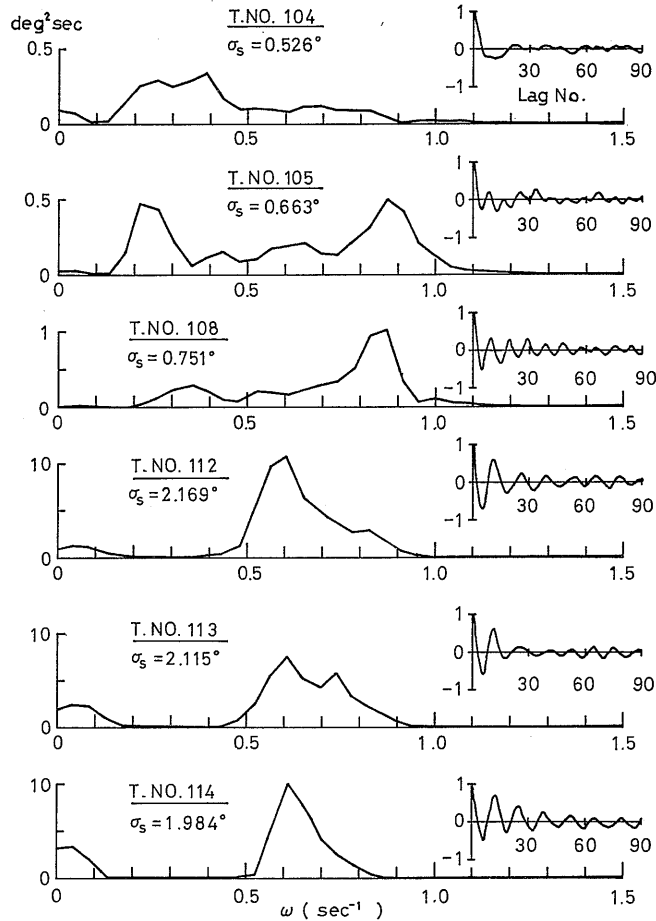 deg²sec
T.NO. 104
σs = 0.526°
0.5
0
0
0.5
1.0
1.5
1
0
-1
30 60 90
Lag No.
T.NO. 105
σs = 0.663°
0.5
0
0
0.5
1.0
1.5
1
0
-1
30 60 90
T.NO. 108
σs = 0.751°
1
0
0
0.5
1.0
1.5
1
0
-1
30 60 90
T.NO. 112
σs = 2.169°
10
0
0
0.5
1.0
1.5
1
0
-1
30 60 90
T.NO. 113
σs = 2.115°
10
0
0
0.5
1.0
1.5
1
0
-1
30 60 90
T.NO. 114
σs = 1.984°
10
0
0
0.5
1.0
1.5
1
0
-1
30 60 90
ω ( sec⁻¹ )